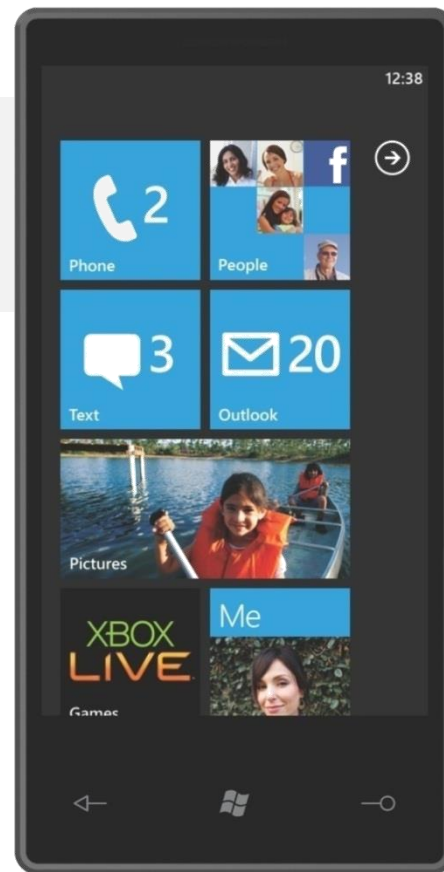 12:38
2
Phone
f
People
3
Text
20
Outlook
Pictures
XBOX
LIVE
Games
Me